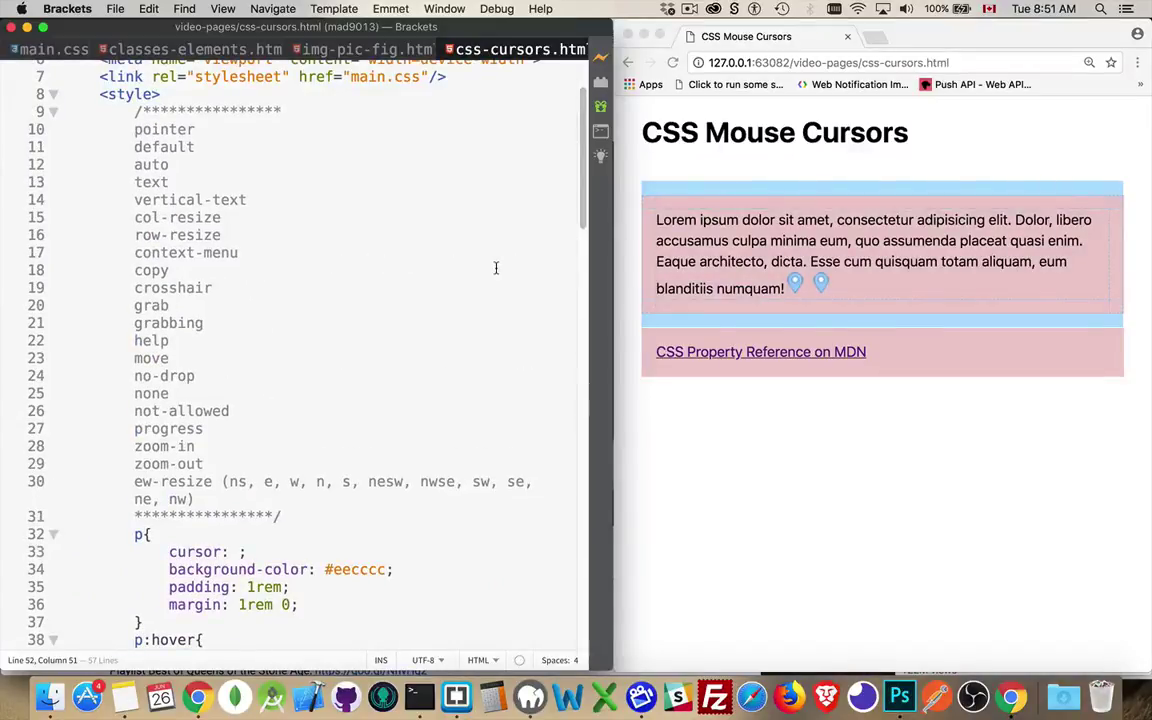 Brackets File Edit Find View Navigate Template Emmet Window Debug Help 100% Tue 8:51 AM
video-pages/css-cursors.html (mad9013) — Brackets
main.css classes-elements.htm img-pic-fig.htm css-cursors.htm
6 <meta name="viewport" content="width=device-width">
7 <link rel="stylesheet" href="main.css"/>
8 <style>
9 /****************
10 pointer
11 default
12 auto
13 text
14 vertical-text
15 col-resize
16 row-resize
17 context-menu
18 copy
19 crosshair
20 grab
21 grabbing
22 help
23 move
24 no-drop
25 none
26 not-allowed
27 progress
28 zoom-in
29 zoom-out
30 ew-resize (ns, e, w, n, s, nesw, nwse, sw, se,
ne, nw)
31 ****************/
32 p{
33 cursor: ;
34 background-color: #eecccc;
35 padding: 1rem;
36 margin: 1rem 0;
37 }
38 p:hover{
Line 52, Column 51 — 57 Lines INS UTF-8 HTML Spaces: 4
CSS Mouse Cursors
127.0.0.1:63082/video-pages/css-cursors.html
Apps Click to run some s... Web Notification Im... Push API - Web API... »
CSS Mouse Cursors
Lorem ipsum dolor sit amet, consectetur adipisicing elit. Dolor, libero
accusamus culpa minima eum, quo assumenda placeat quasi enim.
Eaque architecto, dicta. Esse cum quisquam totam aliquam, eum
blanditiis numquam!
CSS Property Reference on MDN
4
JUN
26
Ps